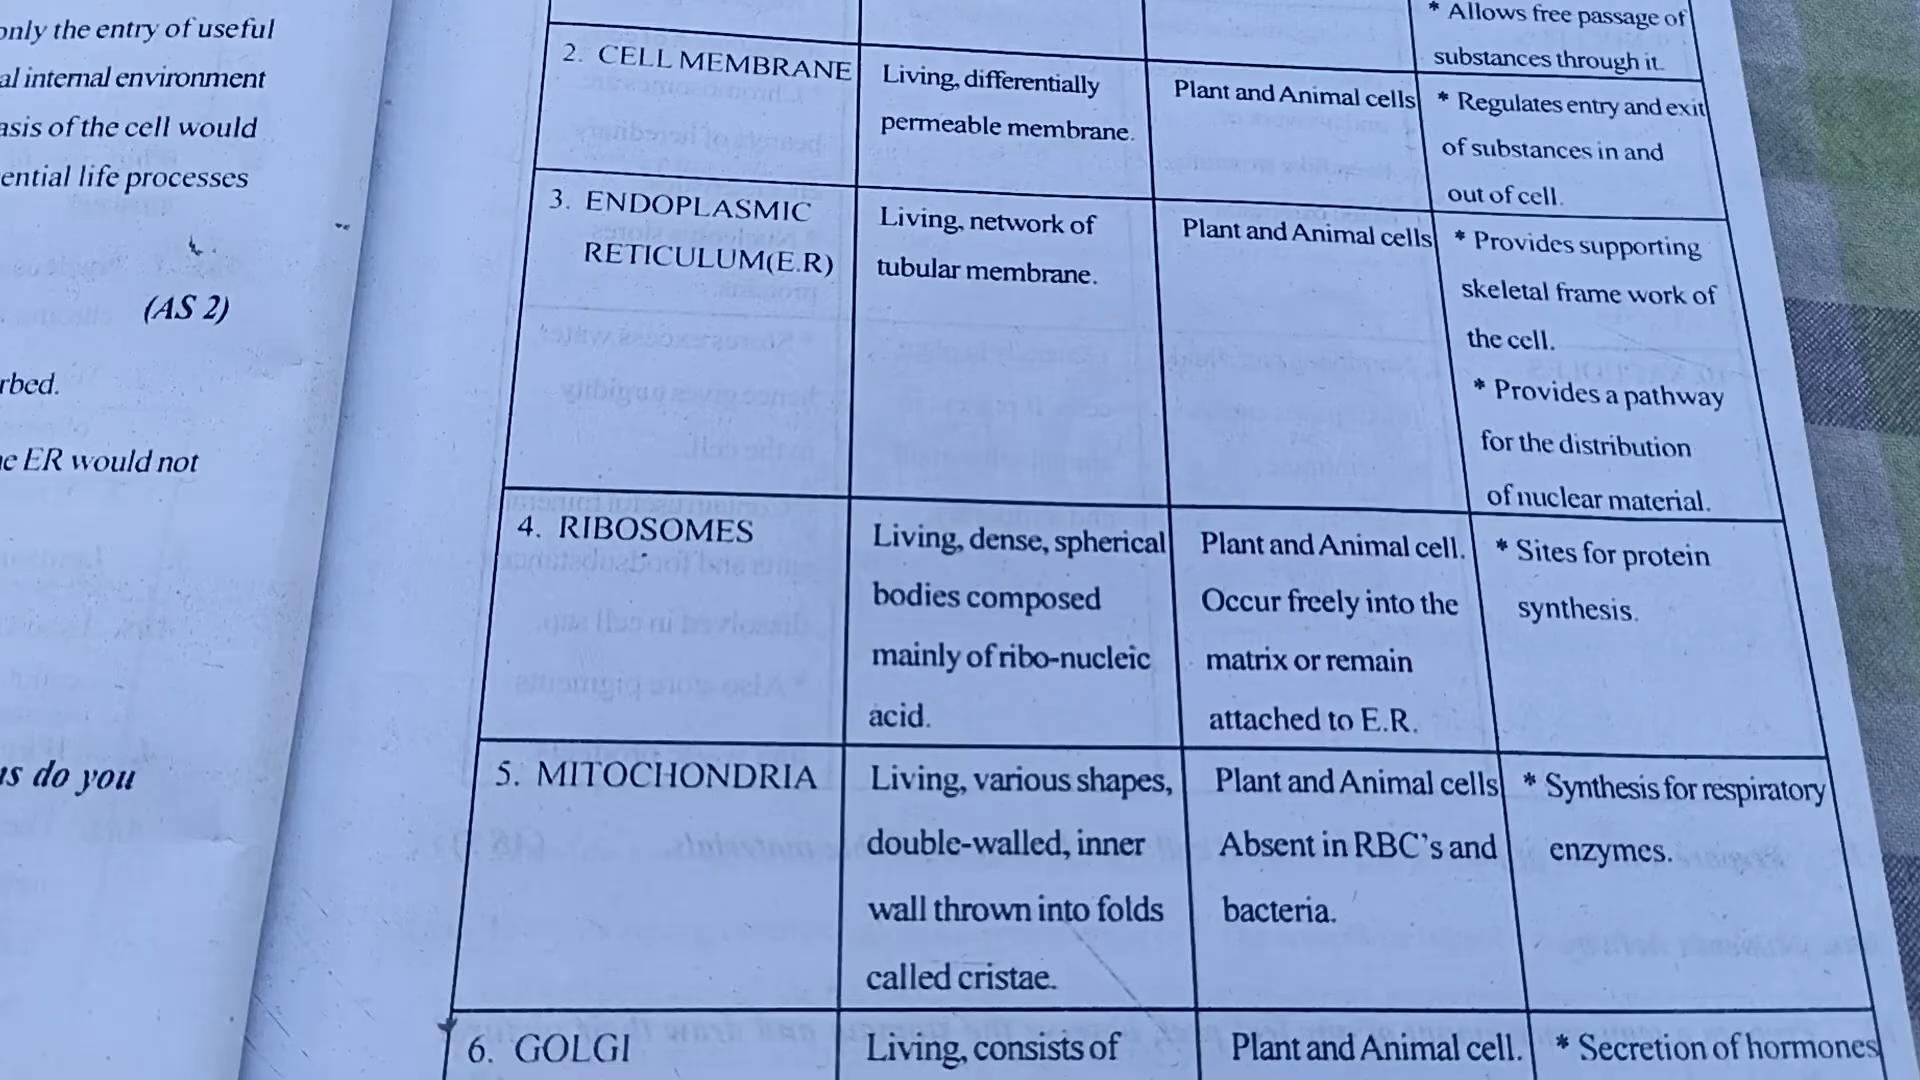 only the entry of useful
al internal environment
asis of the cell would
ential life processes
(AS 2)
rbed.
ER would not
us do you
* Allows free passage of
substances through it.
2. CELL MEMBRANE
Living, differentially
permeable membrane.
Plant and Animal cells
* Regulates entry and exit
of substances in and
out of cell.
3. ENDOPLASMIC
RETICULUM(E.R)
Living, network of
tubular membrane.
Plant and Animal cells
* Provides supporting
skeletal frame work of
the cell.
* Provides a pathway
for the distribution
of nuclear material.
4. RIBOSOMES
Living, dense, spherical
bodies composed
mainly of ribo-nucleic
acid.
Plant and Animal cell.
Occur freely into the
matrix or remain
attached to E.R.
* Sites for protein
synthesis.
5. MITOCHONDRIA
Living, various shapes,
double-walled, inner
wall thrown into folds
called cristae.
Plant and Animal cells
Absent in RBC's and
bacteria.
* Synthesis for respiratory
enzymes.
6. GOLGI
Living, consists of
Plant and Animal cell.
* Secretion of hormones